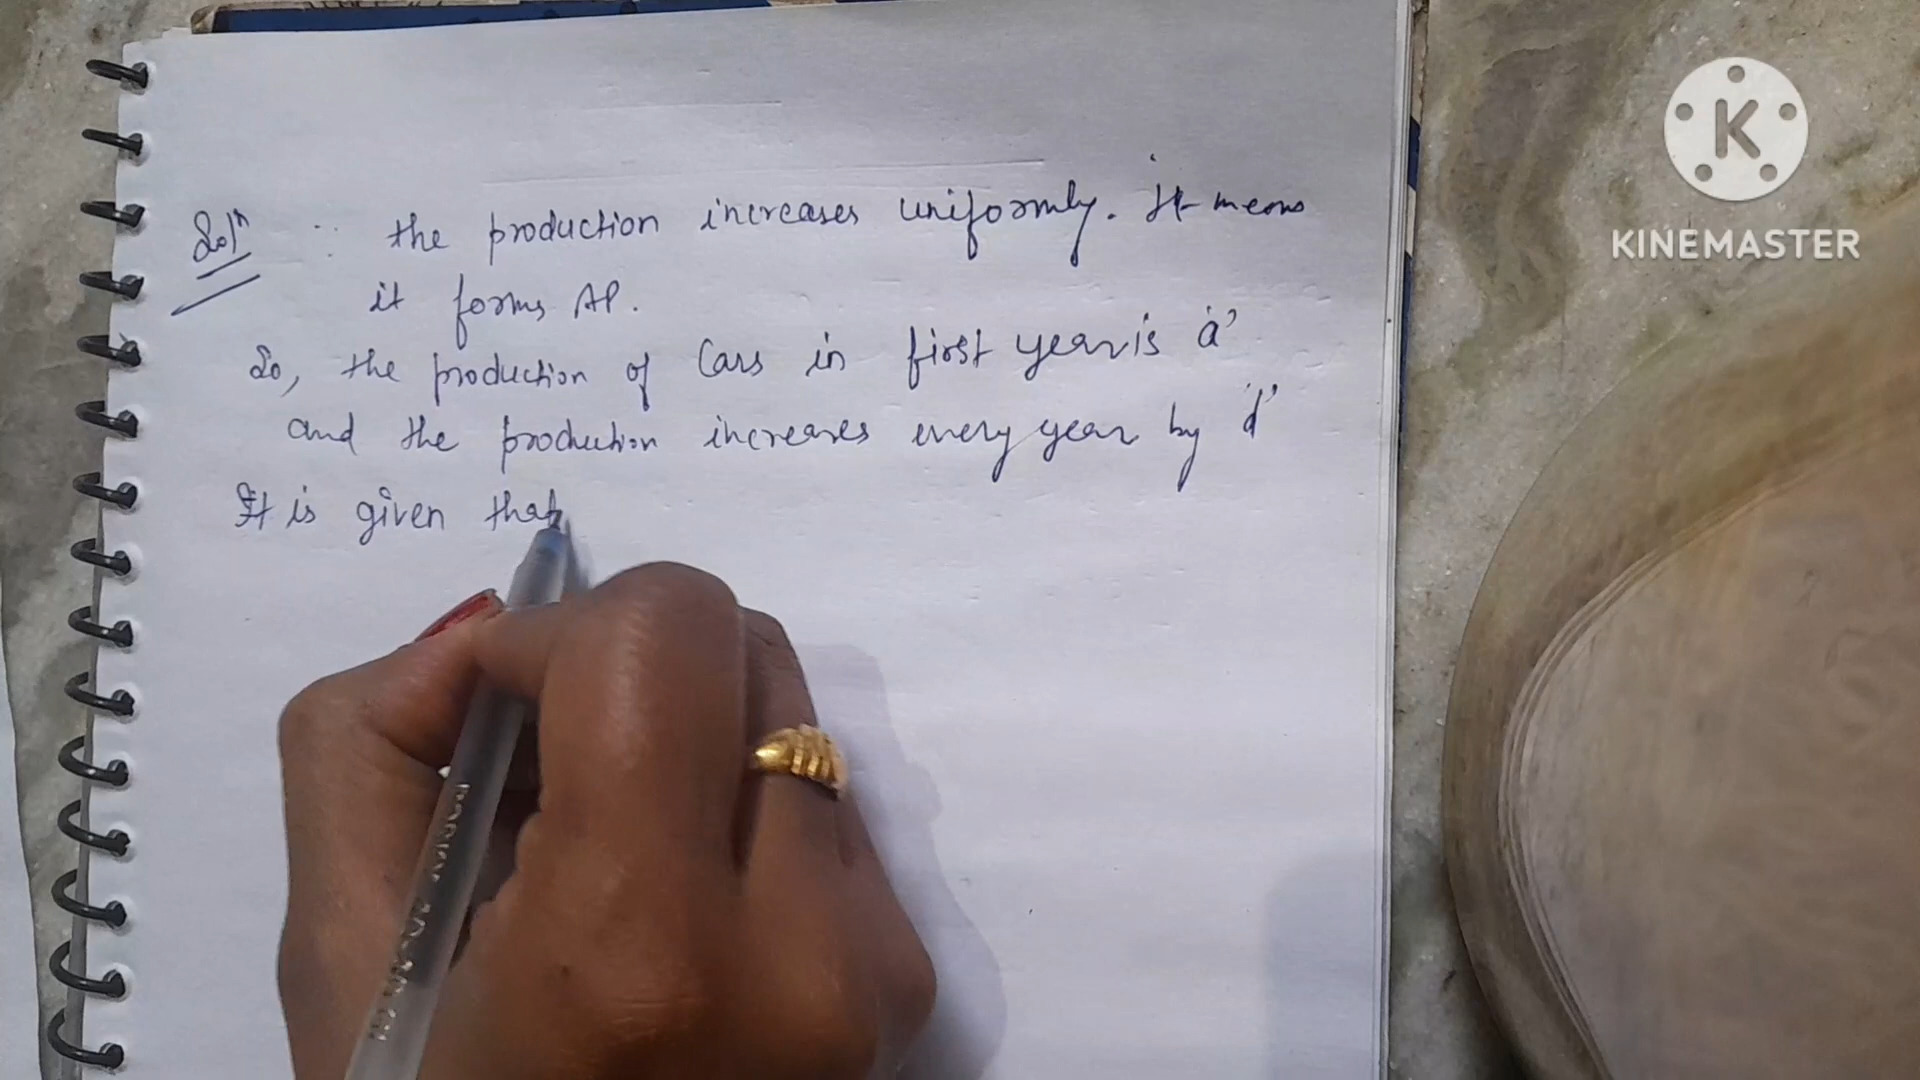 Solⁿ ∵ the production increases uniformly. It means
it forms AP.
So, the production of Cars in first year is 'a'
and the production increases every year by 'd'
It is given that
K
KINEMASTER